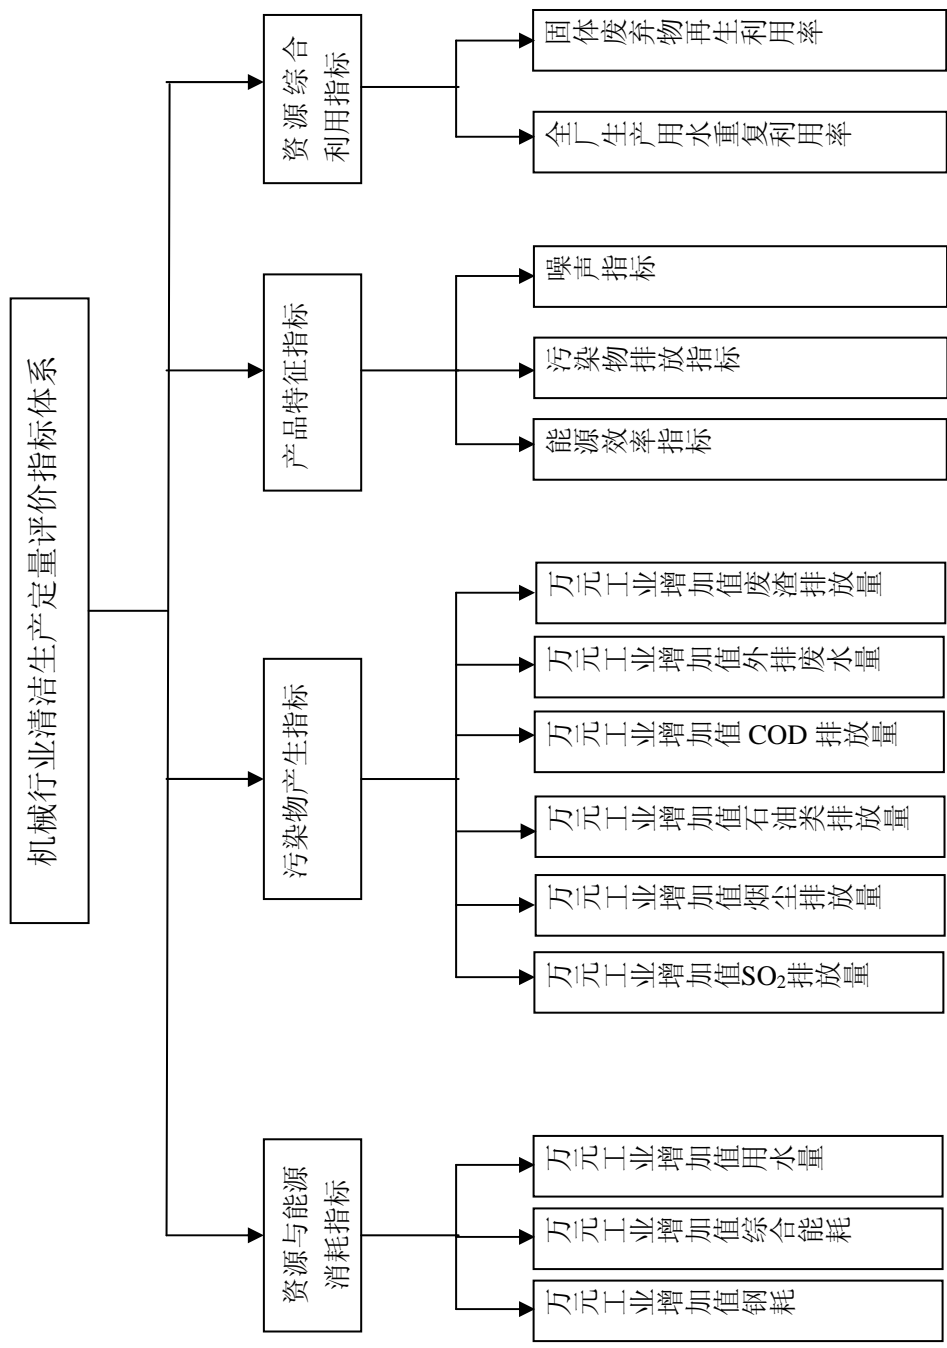 机械行业清洁生产定量评价指标体系
资源与能源
消耗指标
污染物产生指标
产品特征指标
资源综合
利用指标
万元工业增加值钢耗
万元工业增加值综合能耗
万元工业增加值用水量
万元工业增加值SO₂排放量
万元工业增加值烟尘排放量
万元工业增加值石油类排放量
万元工业增加值 COD 排放量
万元工业增加值外排废水量
万元工业增加值废渣排放量
能源效率指标
污染物排放指标
噪声指标
全厂生产用水重复利用率
固体废弃物再生利用率